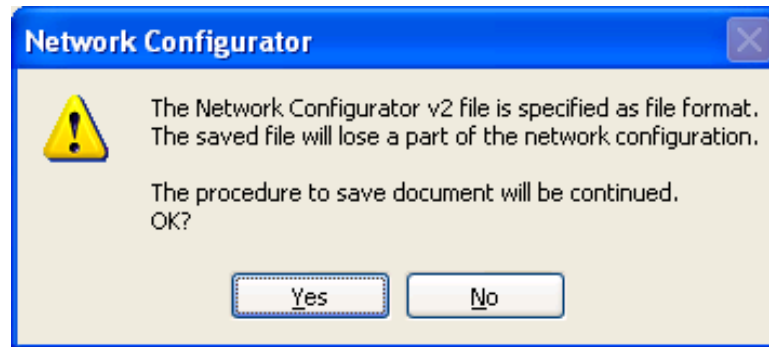 Network Configurator
The Network Configurator v2 file is specified as file format.
The saved file will lose a part of the network configuration.
The procedure to save document will be continued.
OK?
Yes
No